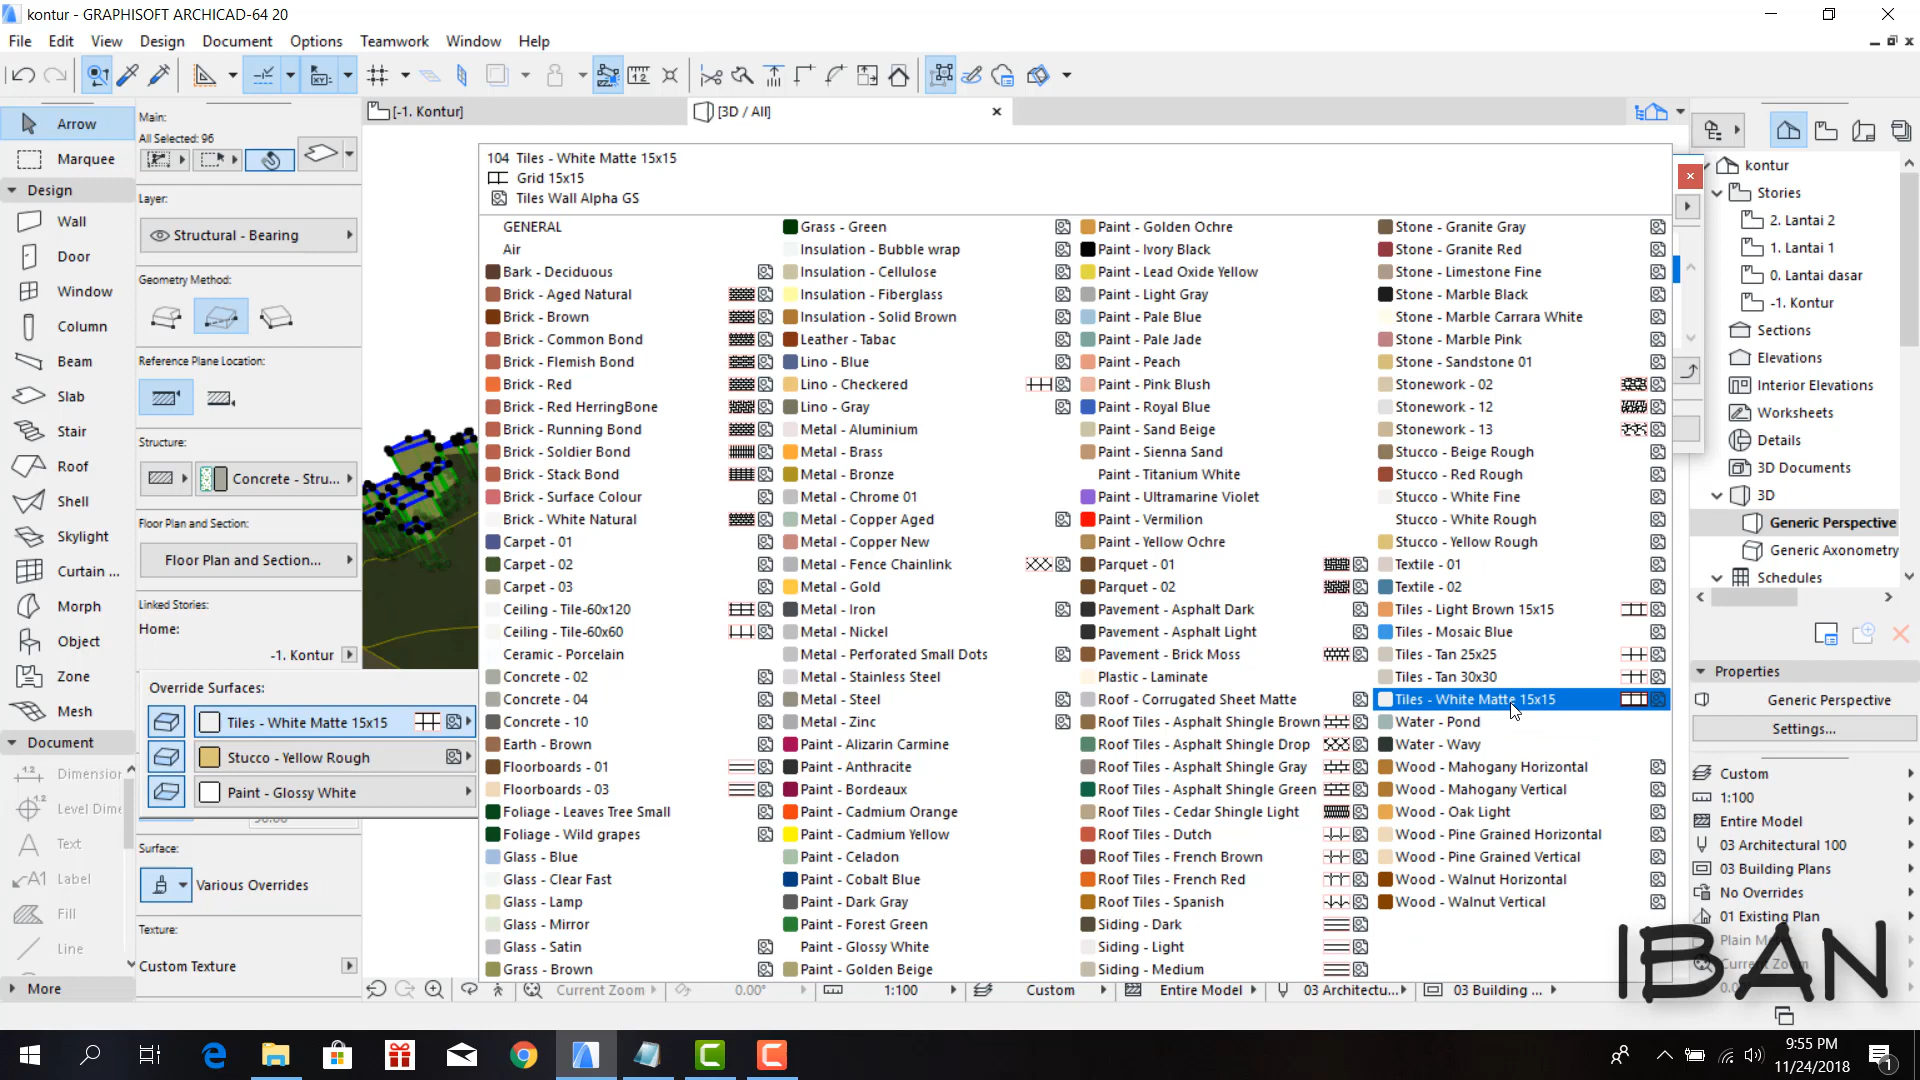 kontur - GRAPHISOFT ARCHICAD-64 20
File Edit View Design Document Options Teamwork Window Help
[-1. Kontur]
[3D / All]
Arrow
Marquee
Design
Wall
Door
Window
Column
Beam
Slab
Stair
Roof
Shell
Skylight
Curtain ...
Morph
Object
Zone
Mesh
Document
Dimensior
Level Dim
Text
Label
Fill
Line
More
Main:
All Selected: 96
Layer:
Structural - Bearing
Geometry Method:
Reference Plane Location:
Structure:
Concrete - Stru...
Floor Plan and Section:
Floor Plan and Section...
Linked Stories:
Home:
-1. Kontur
Override Surfaces:
Tiles - White Matte 15x15
Stucco - Yellow Rough
Paint - Glossy White
Surface:
Various Overrides
Texture:
Custom Texture
104 Tiles - White Matte 15x15
Grid 15x15
Tiles Wall Alpha GS
GENERAL
Air
Bark - Deciduous
Brick - Aged Natural
Brick - Brown
Brick - Common Bond
Brick - Flemish Bond
Brick - Red
Brick - Red HerringBone
Brick - Running Bond
Brick - Soldier Bond
Brick - Stack Bond
Brick - Surface Colour
Brick - White Natural
Carpet - 01
Carpet - 02
Carpet - 03
Ceiling - Tile-60x120
Ceiling - Tile-60x60
Ceramic - Porcelain
Concrete - 02
Concrete - 04
Concrete - 10
Earth - Brown
Floorboards - 01
Floorboards - 03
Foliage - Leaves Tree Small
Foliage - Wild grapes
Glass - Blue
Glass - Clear Fast
Glass - Lamp
Glass - Mirror
Glass - Satin
Grass - Brown
Grass - Green
Insulation - Bubble wrap
Insulation - Cellulose
Insulation - Fiberglass
Insulation - Solid Brown
Leather - Tabac
Lino - Blue
Lino - Checkered
Lino - Gray
Metal - Aluminium
Metal - Brass
Metal - Bronze
Metal - Chrome 01
Metal - Copper Aged
Metal - Copper New
Metal - Fence Chainlink
Metal - Gold
Metal - Iron
Metal - Nickel
Metal - Perforated Small Dots
Metal - Stainless Steel
Metal - Steel
Metal - Zinc
Paint - Alizarin Carmine
Paint - Anthracite
Paint - Bordeaux
Paint - Cadmium Orange
Paint - Cadmium Yellow
Paint - Celadon
Paint - Cobalt Blue
Paint - Dark Gray
Paint - Forest Green
Paint - Glossy White
Paint - Golden Beige
Paint - Golden Ochre
Paint - Ivory Black
Paint - Lead Oxide Yellow
Paint - Light Gray
Paint - Pale Blue
Paint - Pale Jade
Paint - Peach
Paint - Pink Blush
Paint - Royal Blue
Paint - Sand Beige
Paint - Sienna Sand
Paint - Titanium White
Paint - Ultramarine Violet
Paint - Vermilion
Paint - Yellow Ochre
Parquet - 01
Parquet - 02
Pavement - Asphalt Dark
Pavement - Asphalt Light
Pavement - Brick Moss
Plastic - Laminate
Roof - Corrugated Sheet Matte
Roof Tiles - Asphalt Shingle Brown
Roof Tiles - Asphalt Shingle Drop
Roof Tiles - Asphalt Shingle Gray
Roof Tiles - Asphalt Shingle Green
Roof Tiles - Cedar Shingle Light
Roof Tiles - Dutch
Roof Tiles - French Brown
Roof Tiles - French Red
Roof Tiles - Spanish
Siding - Dark
Siding - Light
Siding - Medium
Stone - Granite Gray
Stone - Granite Red
Stone - Limestone Fine
Stone - Marble Black
Stone - Marble Carrara White
Stone - Marble Pink
Stone - Sandstone 01
Stonework - 02
Stonework - 12
Stonework - 13
Stucco - Beige Rough
Stucco - Red Rough
Stucco - White Fine
Stucco - White Rough
Stucco - Yellow Rough
Textile - 01
Textile - 02
Tiles - Light Brown 15x15
Tiles - Mosaic Blue
Tiles - Tan 25x25
Tiles - Tan 30x30
Tiles - White Matte 15x15
Water - Pond
Water - Wavy
Wood - Mahogany Horizontal
Wood - Mahogany Vertical
Wood - Oak Light
Wood - Pine Grained Horizontal
Wood - Pine Grained Vertical
Wood - Walnut Horizontal
Wood - Walnut Vertical
kontur
Stories
2. Lantai 2
1. Lantai 1
0. Lantai dasar
-1. Kontur
Sections
Elevations
Interior Elevations
Worksheets
Details
3D Documents
3D
Generic Perspective
Generic Axonometry
Schedules
Properties
Generic Perspective
Settings...
Custom
1:100
Entire Model
03 Architectural 100
03 Building Plans
No Overrides
01 Existing Plan
IBAN
Current Zoom 0.00° 1:100 Custom Entire Model 03 Architectu... 03 Building ...
9:55 PM
11/24/2018
1